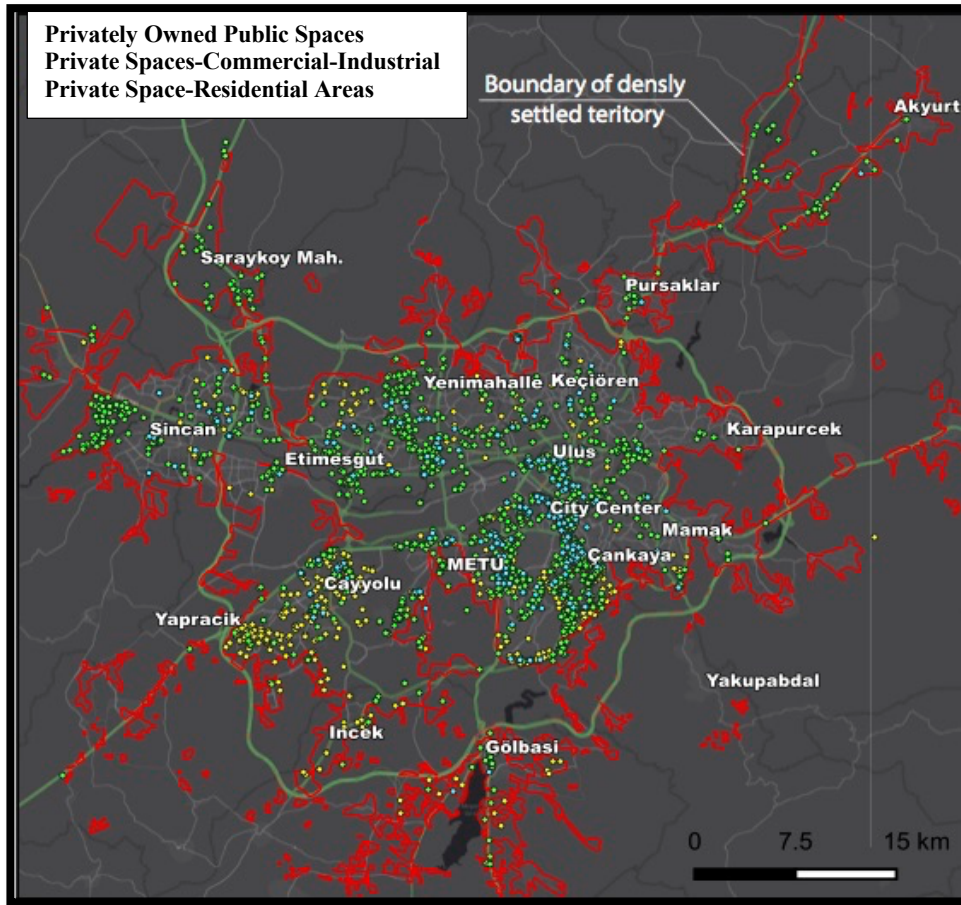 Privately Owned Public Spaces
Private Spaces-Commercial-Industrial
Private Space-Residential Areas
Boundary of densly
settled teritory
Akyurt
Saraykoy Mah.
Pursaklar
Yenimahalle
Keçiören
Sincan
Karapurcek
Etimesgut
Ulus
City Center
Mamak
METU
Çankaya
Cayyolu
Yapracik
Yakupabdal
Incek
Gölbasi
0 7.5 15 km